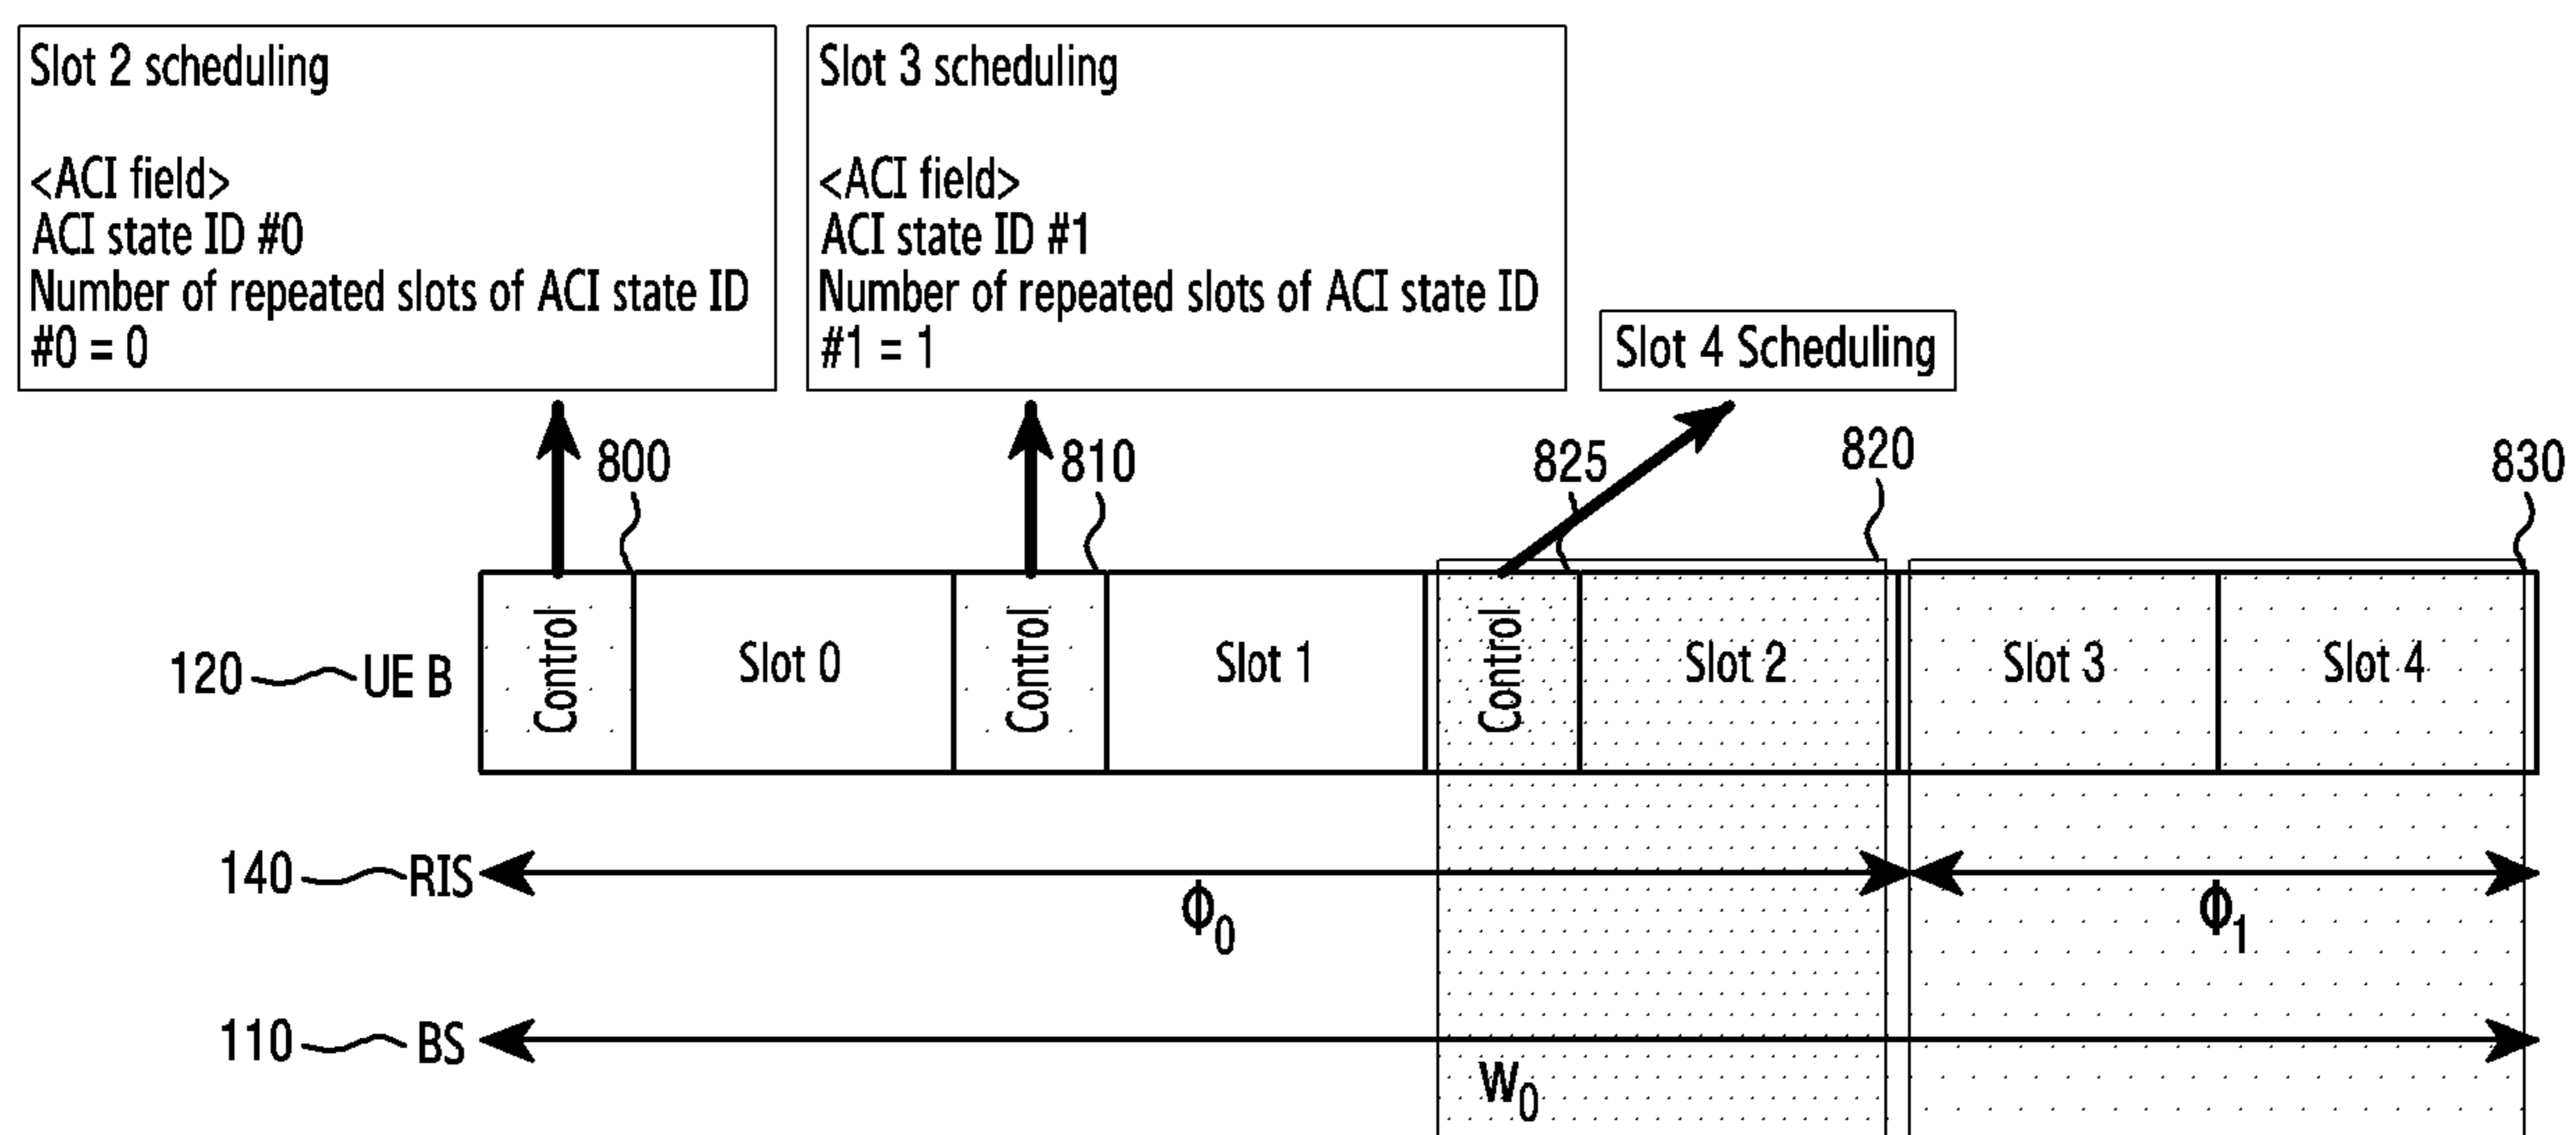 Slot 2 scheduling
<ACI field>
ACI state ID #0
Number of repeated slots of ACI state ID
#0 = 0
Slot 3 scheduling
<ACI field>
ACI state ID #1
Number of repeated slots of ACI state ID
#1 = 1
Slot 4 Scheduling
800
810
825
820
830
120
UE B
Control
Slot 0
Control
Slot 1
Control
Slot 2
Slot 3
Slot 4
140
RIS
ϕ0
ϕ1
110
BS
W0